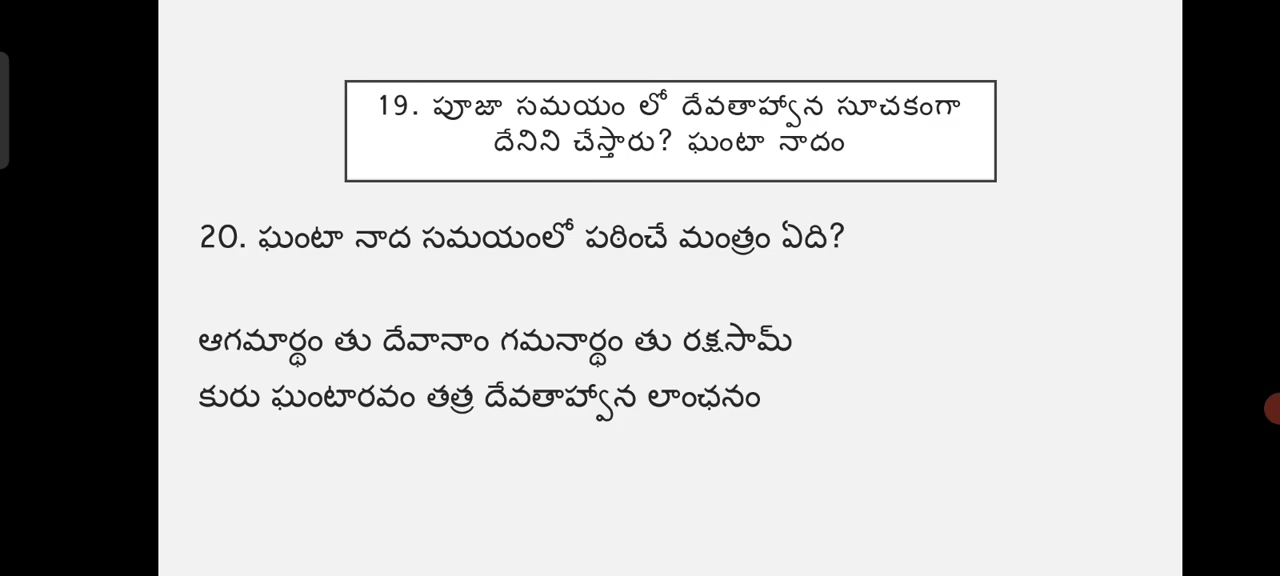 19. పూజా సమయం లో దేవతాహ్వాన సూచకంగా
దేనిని చేస్తారు? ఘంటా నాదం
20. ఘంటా నాద సమయంలో పఠించే మంత్రం ఏది?
ఆగమార్థం తు దేవానాం గమనార్థం తు రక్షసామ్
కురు ఘంటారవం తత్ర దేవతాహ్వాన లాంఛనం